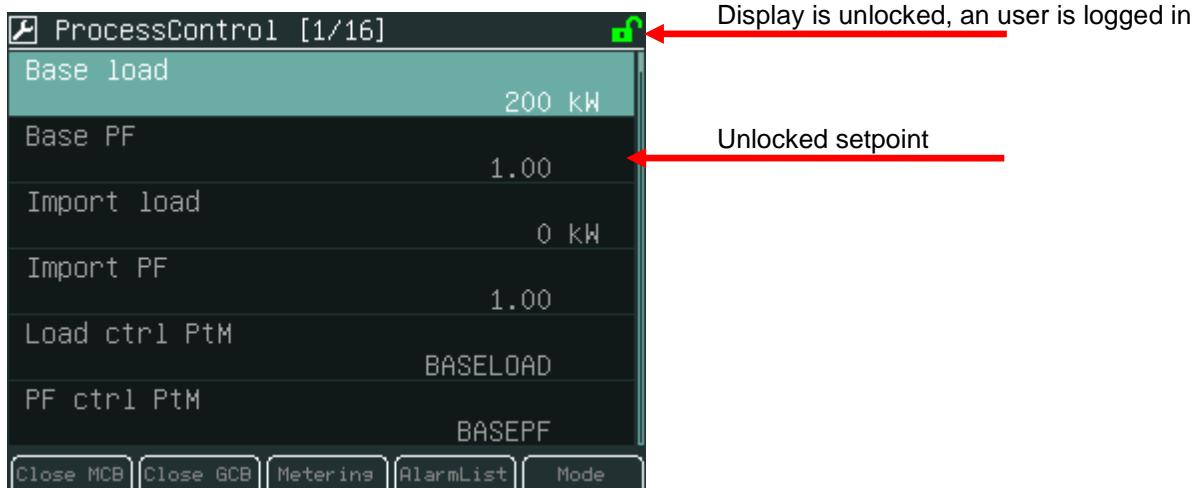 ProcessControl [1/16]
Display is unlocked, an user is logged in
Base load
200 kW
Base PF
1.00
Unlocked setpoint
Import load
0 kW
Import PF
1.00
Load ctrl PtM
BASELOAD
PF ctrl PtM
BASEPF
Close MCB Close GCB Metering AlarmList Mode